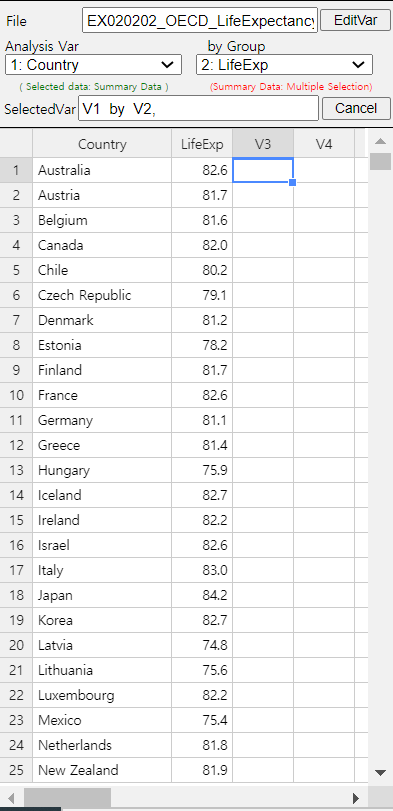 File EX020202_OECD_LifeExpectancy EditVar
Analysis Var by Group
1: Country 2: LifeExp
( Selected data: Summary Data ) (Summary Data: Multiple Selection)
SelectedVar V1 by V2, Cancel
Country LifeExp V3 V4
1 Australia 82.6
2 Austria 81.7
3 Belgium 81.6
4 Canada 82.0
5 Chile 80.2
6 Czech Republic 79.1
7 Denmark 81.2
8 Estonia 78.2
9 Finland 81.7
10 France 82.6
11 Germany 81.1
12 Greece 81.4
13 Hungary 75.9
14 Iceland 82.7
15 Ireland 82.2
16 Israel 82.6
17 Italy 83.0
18 Japan 84.2
19 Korea 82.7
20 Latvia 74.8
21 Lithuania 75.6
22 Luxembourg 82.2
23 Mexico 75.4
24 Netherlands 81.8
25 New Zealand 81.9